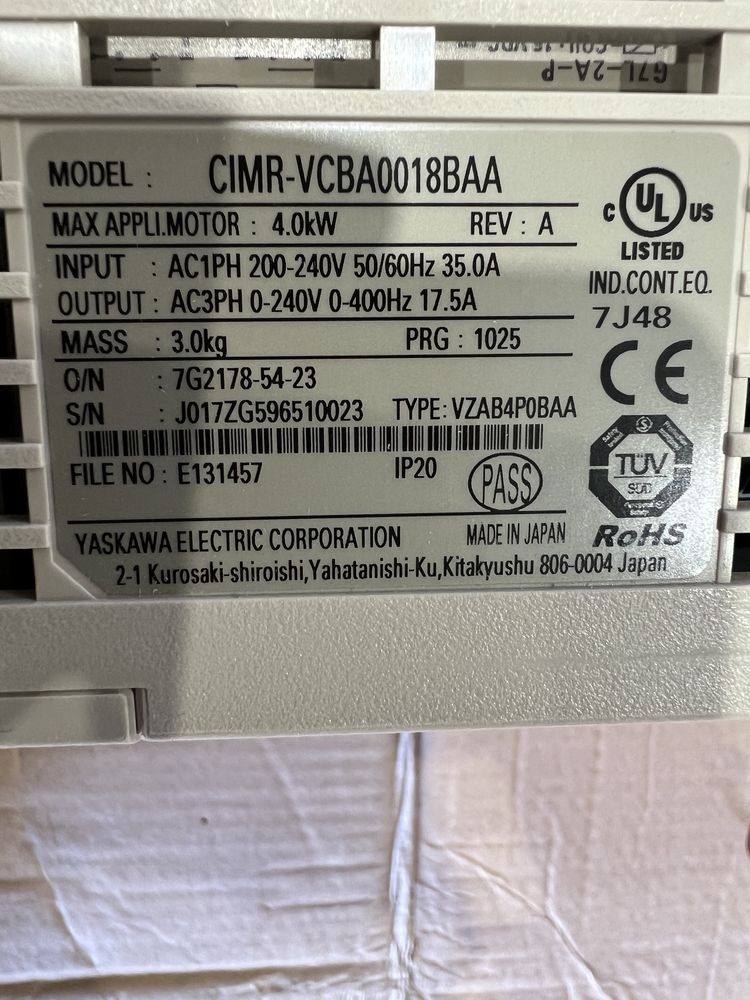 G7L-2A-P
MODEL : CIMR-VCBA0018BAA
MAX APPLI.MOTOR : 4.0kW REV : A
INPUT : AC1PH 200-240V 50/60Hz 35.0A
OUTPUT : AC3PH 0-240V 0-400Hz 17.5A
MASS : 3.0kg PRG : 1025
O/N : 7G2178-54-23
S/N : J017ZG596510023 TYPE: VZAB4P0BAA
FILE NO : E131457 IP20 PASS
YASKAWA ELECTRIC CORPORATION MADE IN JAPAN
2-1 Kurosaki-shiroishi,Yahatanishi-Ku,Kitakyushu 806-0004 Japan
C UL US
LISTED
IND.CONT.EQ.
7J48
CE
TÜV
SÜD
RoHS